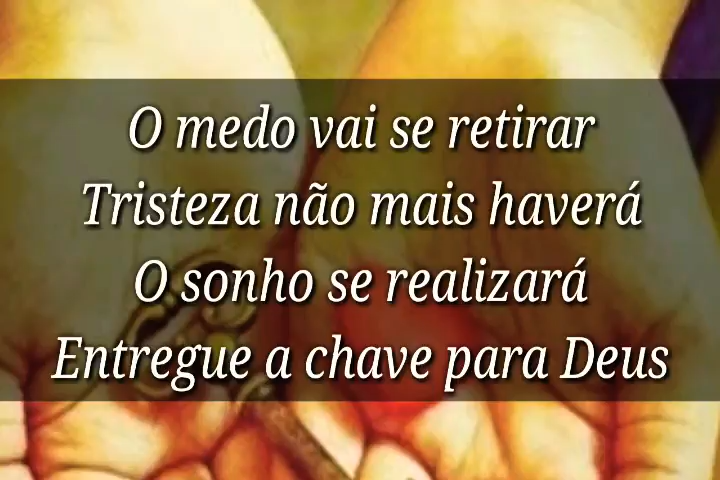 O medo vai se retirar
Tristeza não mais haverá
O sonho se realizará
Entregue a chave para Deus